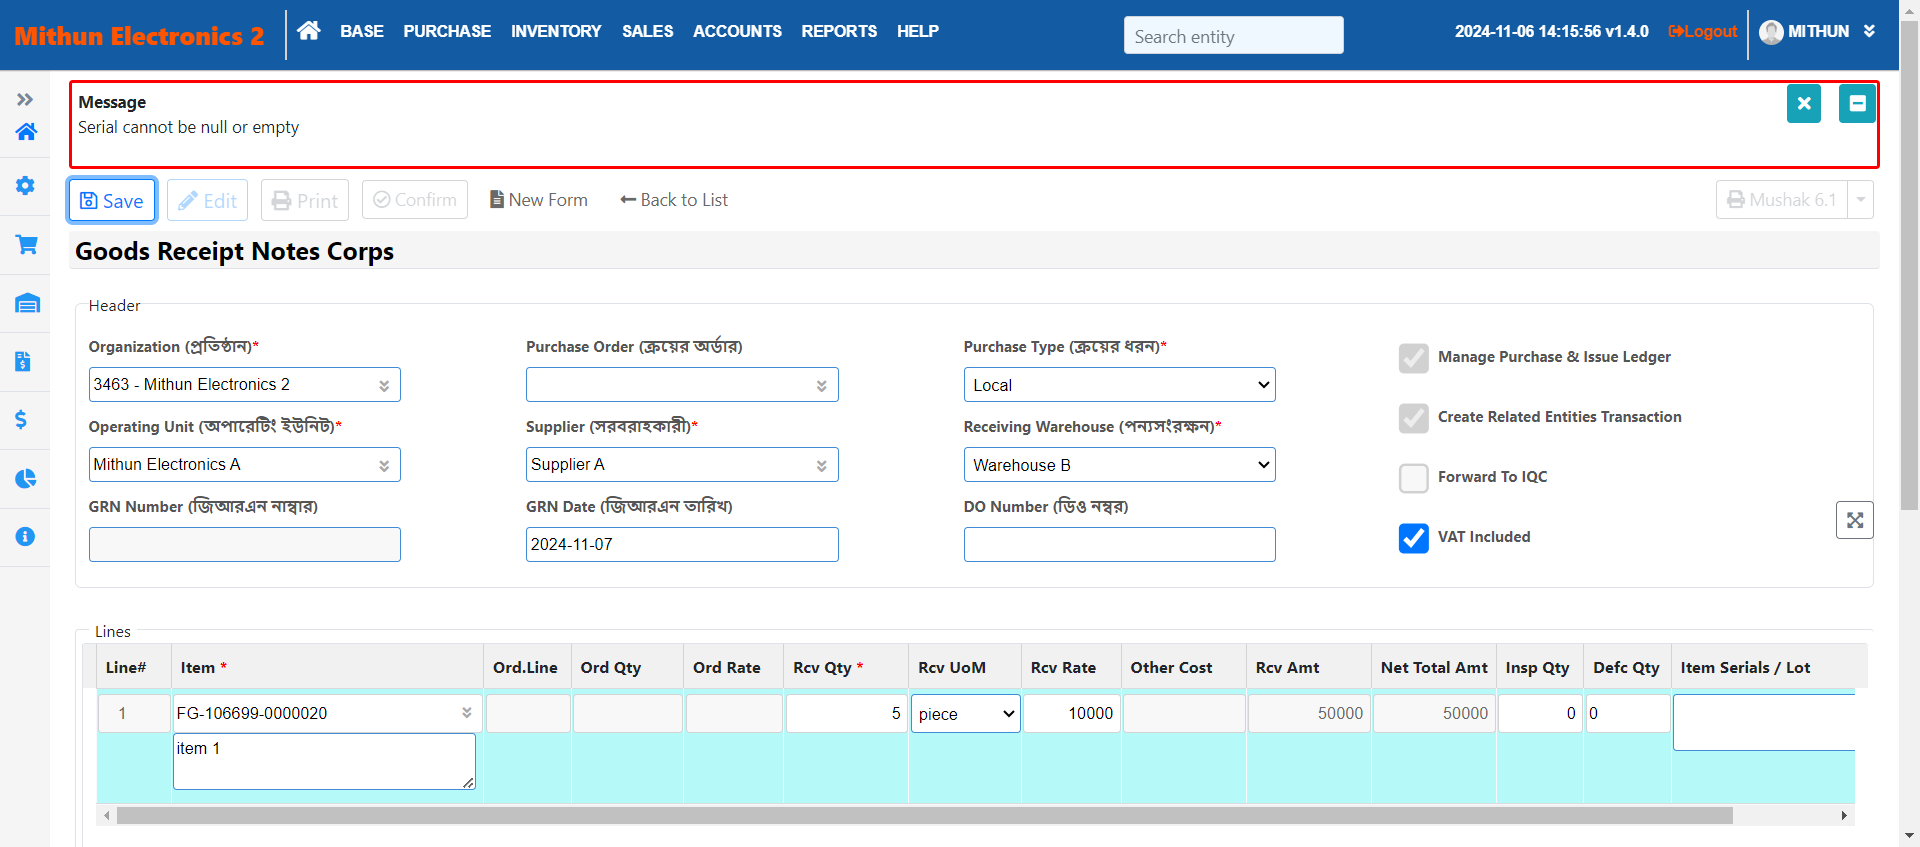 Mithun Electronics 2
BASE PURCHASE INVENTORY SALES ACCOUNTS REPORTS HELP
Search entity
2024-11-06 14:15:56 v1.4.0 Logout MITHUN
Message
Serial cannot be null or empty
Save Edit Print Confirm New Form Back to List Mushak 6.1
Goods Receipt Notes Corps
Header
Organization (প্রতিষ্ঠান)* Purchase Order (ক্রয়ের অর্ডার) Purchase Type (ক্রয়ের ধরন)* Manage Purchase & Issue Ledger
3463 - Mithun Electronics 2 Local
Create Related Entities Transaction
Operating Unit (অপারেটিং ইউনিট)* Supplier (সরবরাহকারী)* Receiving Warehouse (পন্যসংরক্ষন)*
Mithun Electronics A Supplier A Warehouse B
Forward To IQC
GRN Number (জিআরএন নাম্বার) GRN Date (জিআরএন তারিখ) DO Number (ডিও নম্বর)
2024-11-07
VAT Included
Lines
Line# Item * Ord.Line Ord Qty Ord Rate Rcv Qty * Rcv UoM Rcv Rate Other Cost Rcv Amt Net Total Amt Insp Qty Defc Qty Item Serials / Lot
1 FG-106699-0000020 5 piece 10000 50000 50000 0 0
item 1